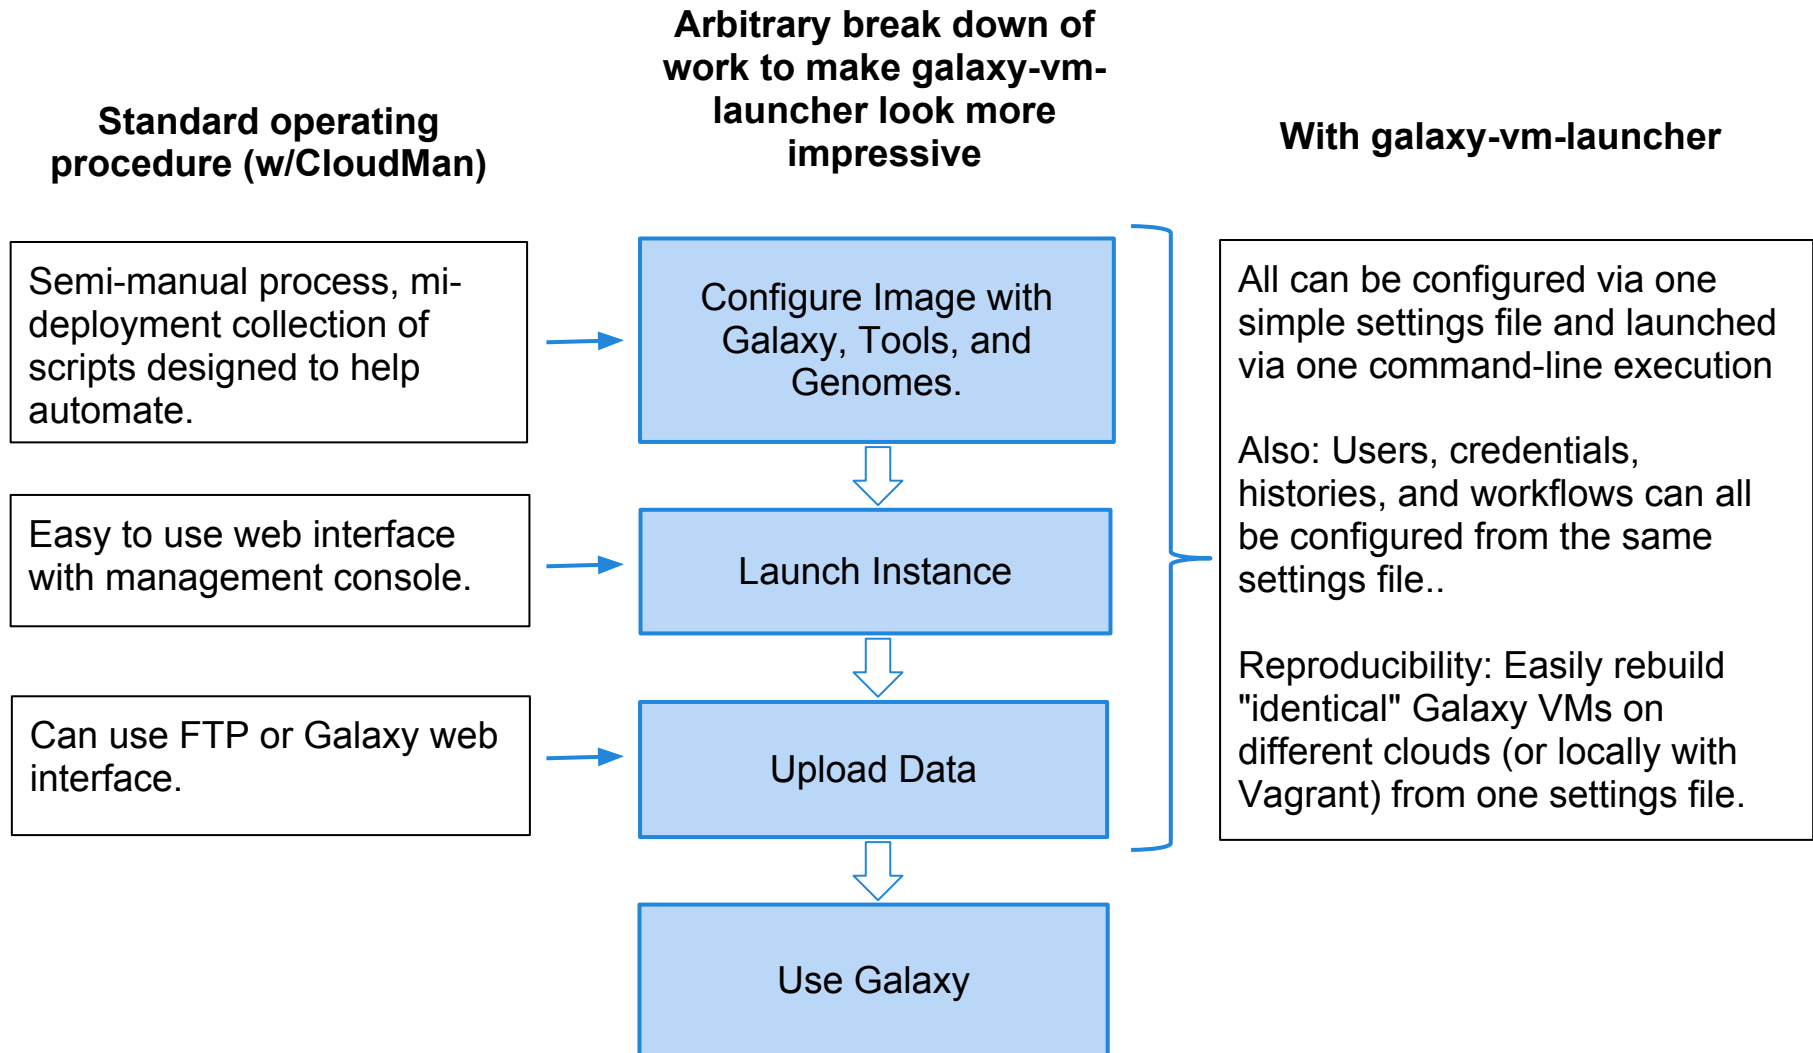 Standard operating
procedure (w/CloudMan)
Arbitrary break down of
work to make galaxy-vm-
launcher look more
impressive
With galaxy-vm-launcher
Semi-manual process, mi-
deployment collection of
scripts designed to help
automate.
Easy to use web interface
with management console.
Can use FTP or Galaxy web
interface.
Configure Image with
Galaxy, Tools, and
Genomes.
Launch Instance
Upload Data
Use Galaxy
All can be configured via one
simple settings file and launched
via one command-line execution
Also: Users, credentials,
histories, and workflows can all
be configured from the same
settings file..
Reproducibility: Easily rebuild
"identical" Galaxy VMs on
different clouds (or locally with
Vagrant) from one settings file.